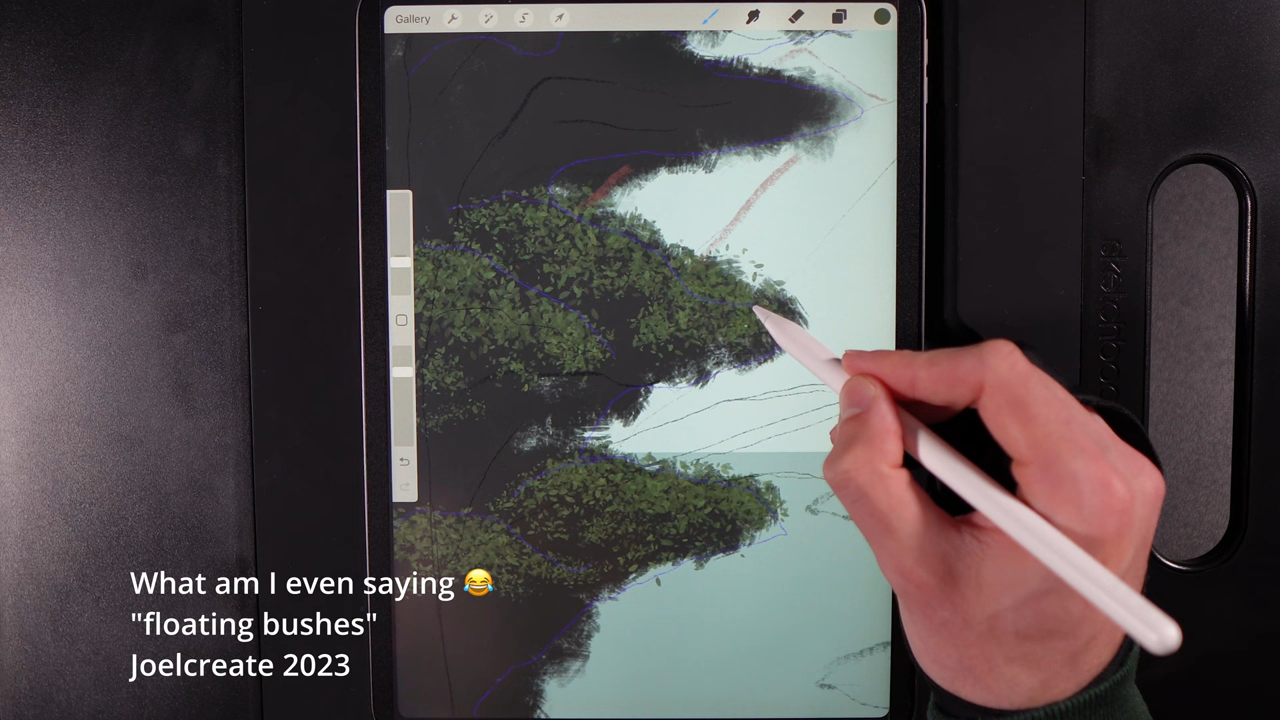 Gallery
What am I even saying 😂
"floating bushes"
Joelcreate 2023